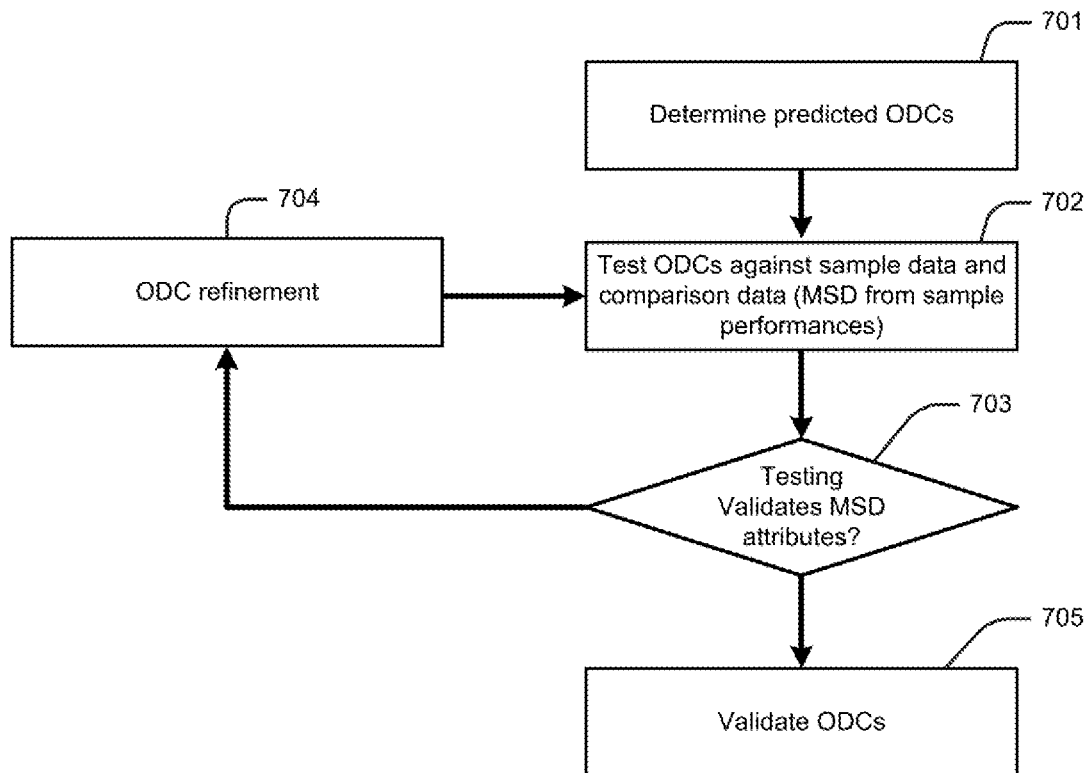 701
Determine predicted ODCs
704
702
ODC refinement
Test ODCs against sample data and
comparison data (MSD from sample
performances)
703
Testing
Validates MSD
attributes?
705
Validate ODCs